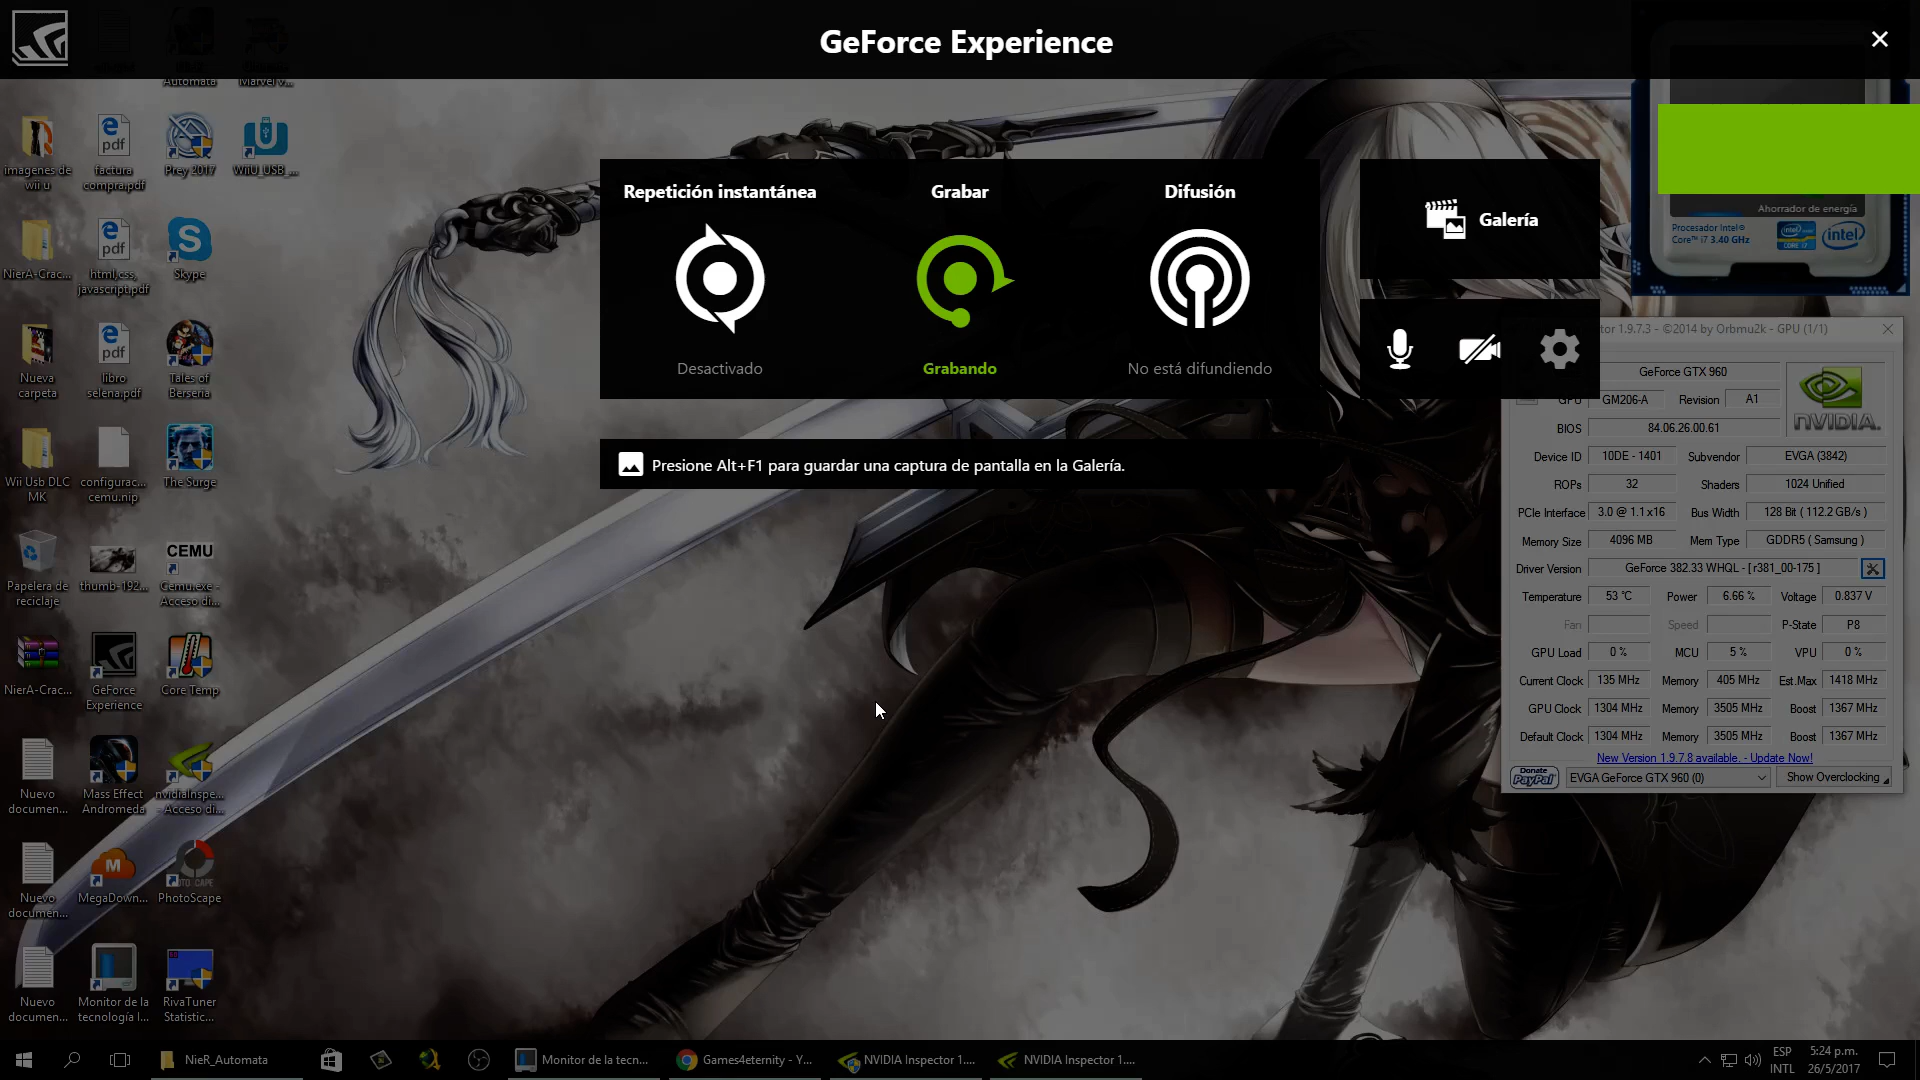 GeForce Experience
Automata
Marvel v...
imagenes de
wii u
factura
compra.pdf
Prey 2017
WiiU_USB_...
NierA-Crac...
html,css,
javascript.pdf
Skype
Nueva
carpeta
libro
selena.pdf
Tales of
Berseria
Wii Usb DLC
MK
configurac...
cemu.nip
The Surge
Papelera de
reciclaje
thumb-192...
CEMU
Cemu.exe -
Acceso di...
NierA-Crac...
GeForce
Experience
Core Temp
Nuevo
documen...
Mass Effect
Andromeda
nvidiaInspe...
- Acceso di...
Nuevo
documen...
MegaDown...
PhotoScape
Nuevo
documen...
Monitor de la
tecnología I...
RivaTuner
Statistic...
Repetición instantánea
Grabar
Difusión
Desactivado
Grabando
No está difundiendo
Galería
Presione Alt+F1 para guardar una captura de pantalla en la Galería.
Ahorrador de energía
Procesador Intel®
Core™ i7 3.40 GHz
intel
CORE i7
intel
tor 1.9.7.3 - ©2014 by Orbmu2k - GPU (1/1)
GeForce GTX 960
GPU GM206-A Revision A1
NVIDIA.
BIOS 84.06.26.00.61
Device ID 10DE - 1401 Subvendor EVGA (3842)
ROPs 32 Shaders 1024 Unified
PCIe Interface 3.0 @ 1.1 x16 Bus Width 128 Bit ( 112.2 GB/s )
Memory Size 4096 MB Mem Type GDDR5 ( Samsung )
Driver Version GeForce 382.33 WHQL - [ r381_00-175 ]
Temperature 53 °C Power 6.66 % Voltage 0.837 V
Fan Speed P-State P8
GPU Load 0 % MCU 5 % VPU 0 %
Current Clock 135 MHz Memory 405 MHz Est.Max 1418 MHz
GPU Clock 1304 MHz Memory 3505 MHz Boost 1367 MHz
Default Clock 1304 MHz Memory 3505 MHz Boost 1367 MHz
New Version 1.9.7.8 available. - Update Now!
Donate
PayPal
EVGA GeForce GTX 960 (0)
Show Overclocking
NieR_Automata
Monitor de la tecn...
Games4eternity - Y...
NVIDIA Inspector 1....
NVIDIA Inspector 1....
ESP
INTL
5:24 p.m.
26/5/2017